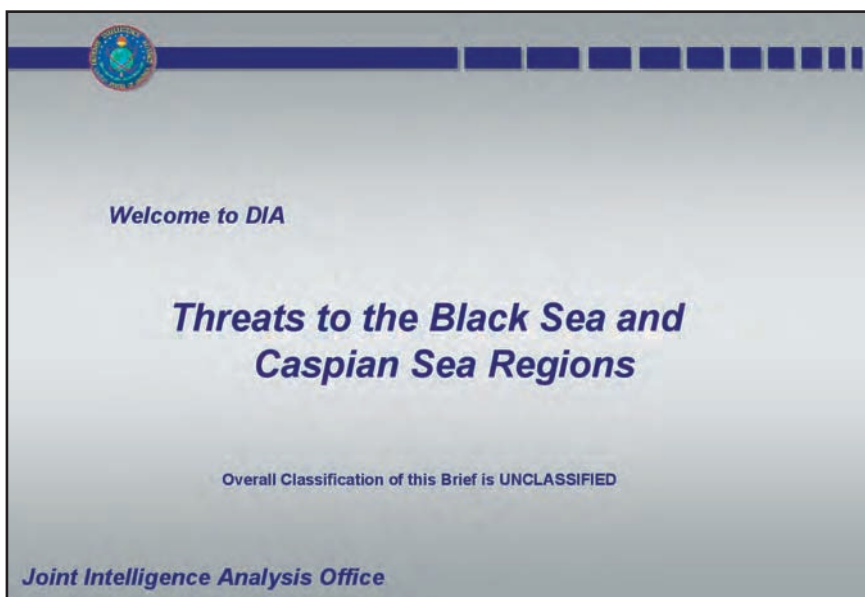 Welcome to DIA
Threats to the Black Sea and
Caspian Sea Regions
Overall Classification of this Brief is UNCLASSIFIED
Joint Intelligence Analysis Office